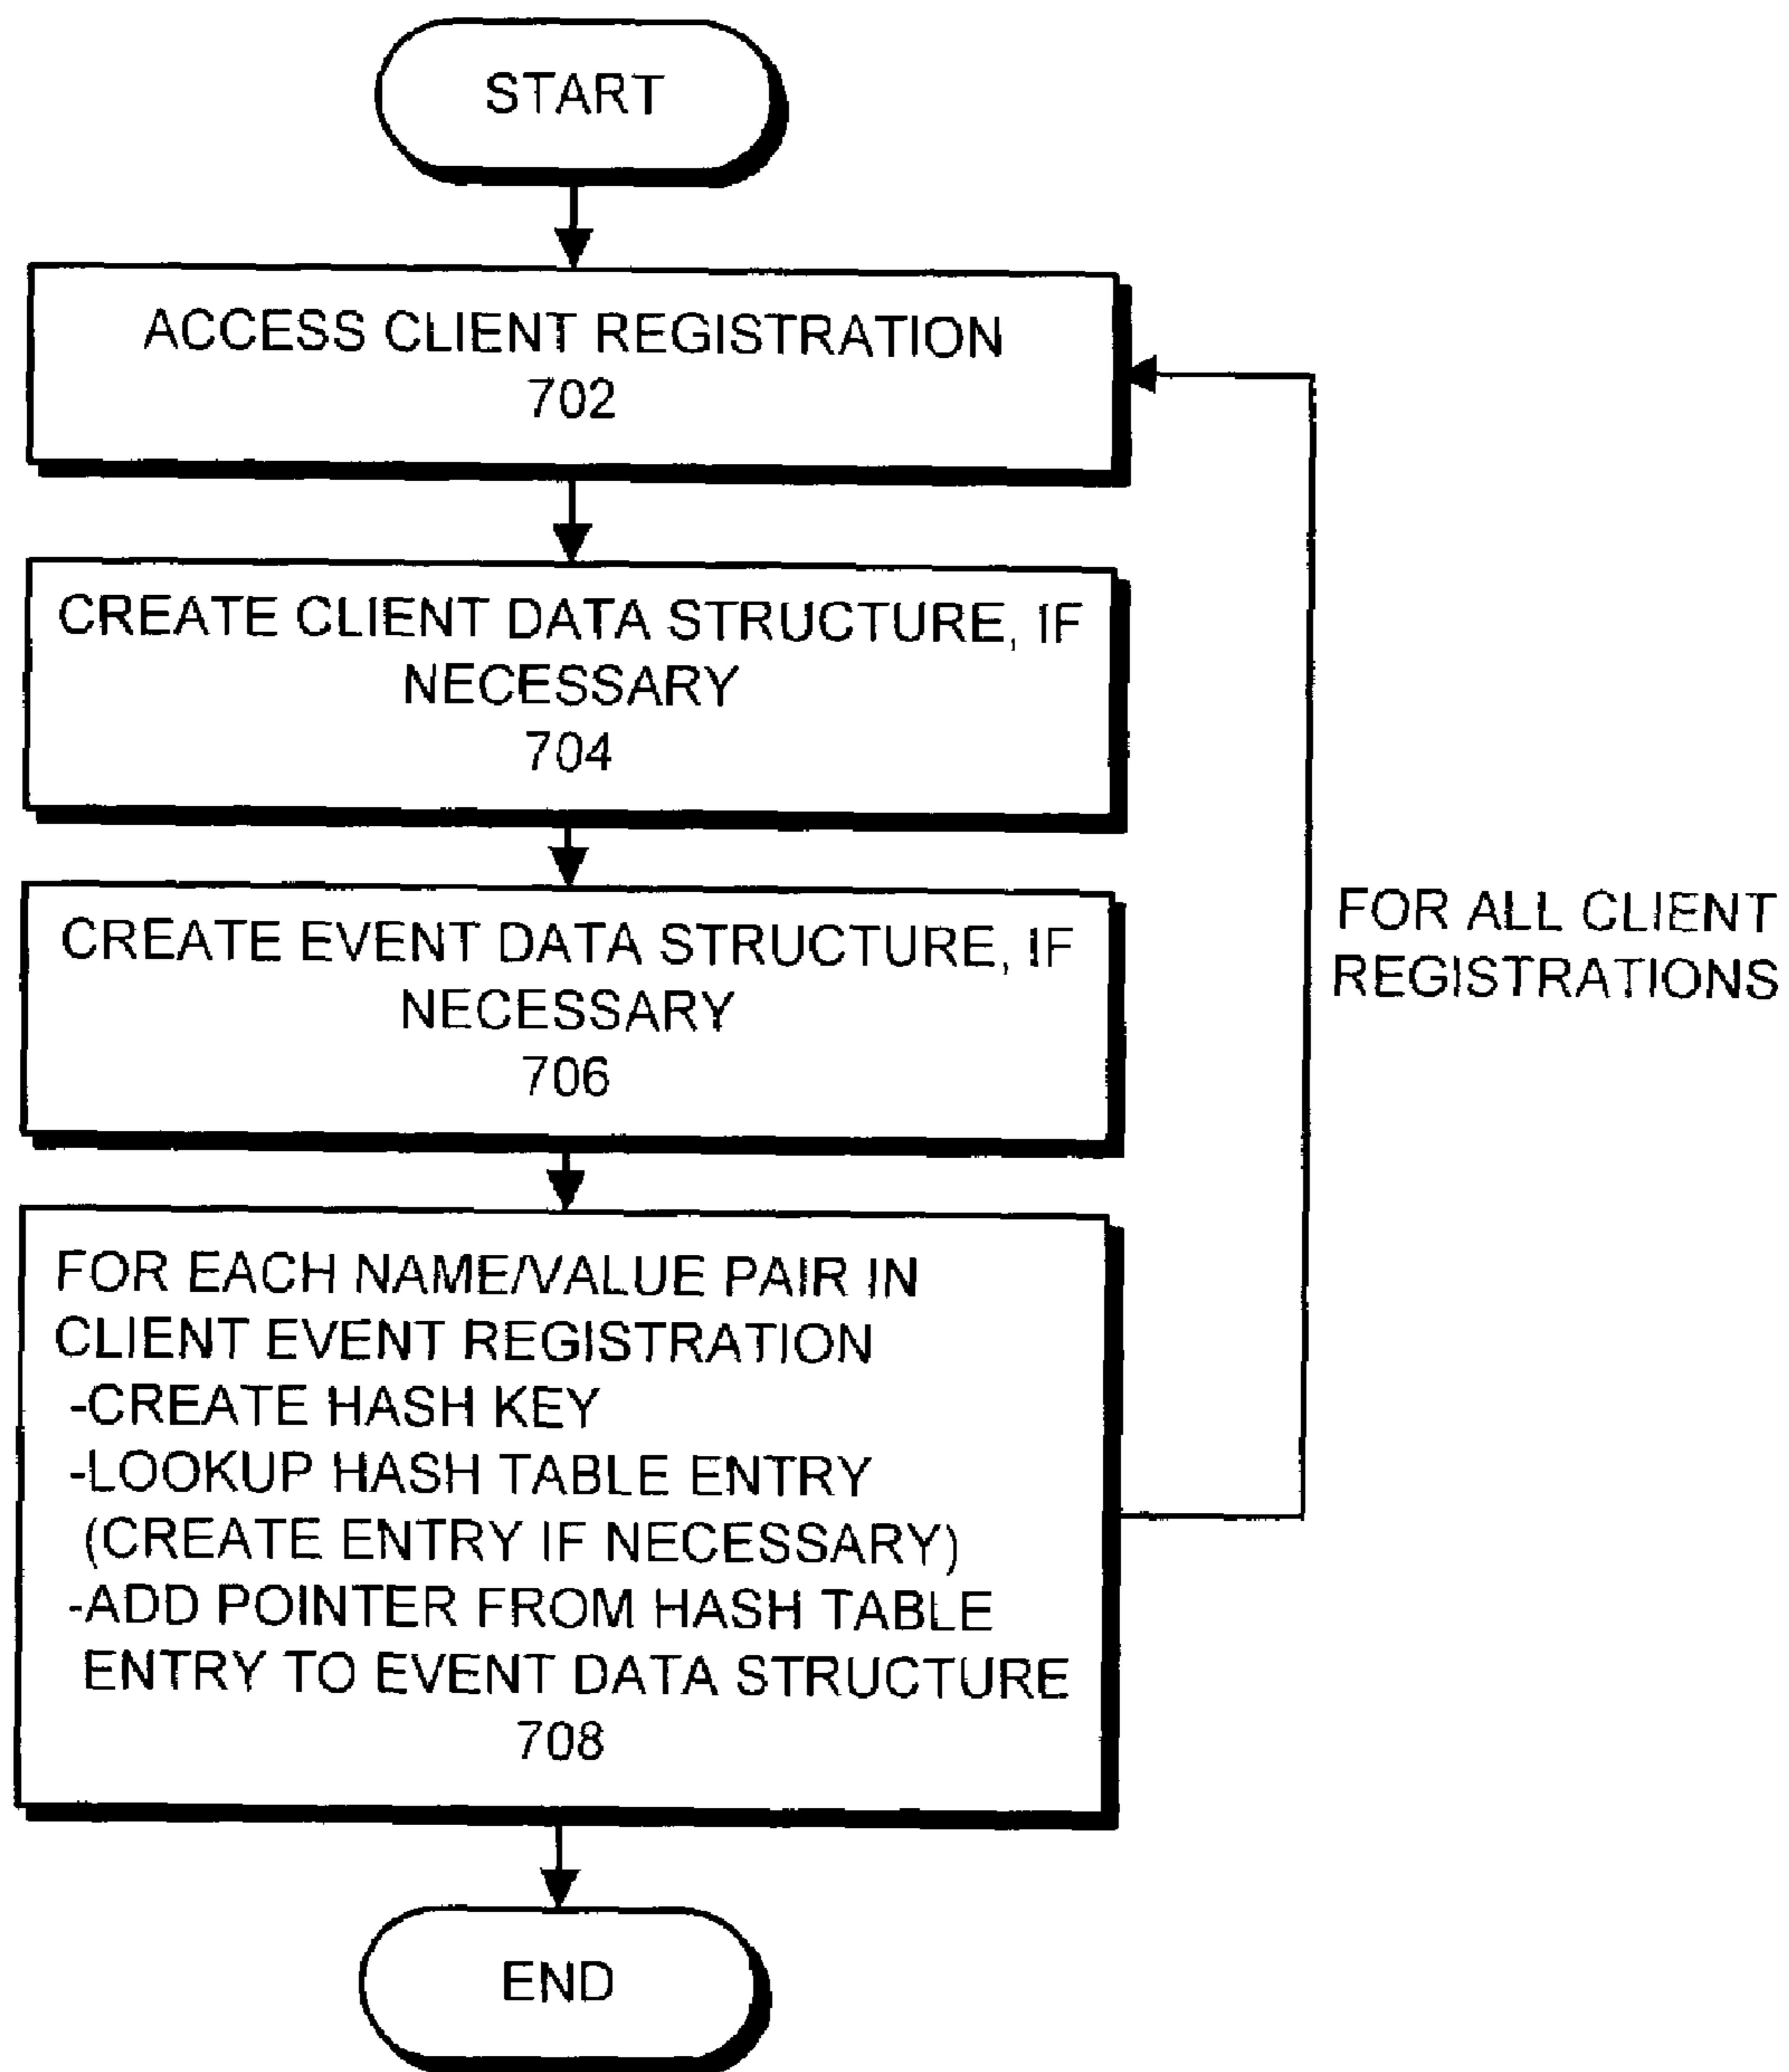 START
ACCESS CLIENT REGISTRATION
702
CREATE CLIENT DATA STRUCTURE, IF
NECESSARY
704
CREATE EVENT DATA STRUCTURE, IF
NECESSARY
706
FOR ALL CLIENT
REGISTRATIONS
FOR EACH NAME/VALUE PAIR IN
CLIENT EVENT REGISTRATION
-CREATE HASH KEY
-LOOKUP HASH TABLE ENTRY
(CREATE ENTRY IF NECESSARY)
-ADD POINTER FROM HASH TABLE
ENTRY TO EVENT DATA STRUCTURE
708
END